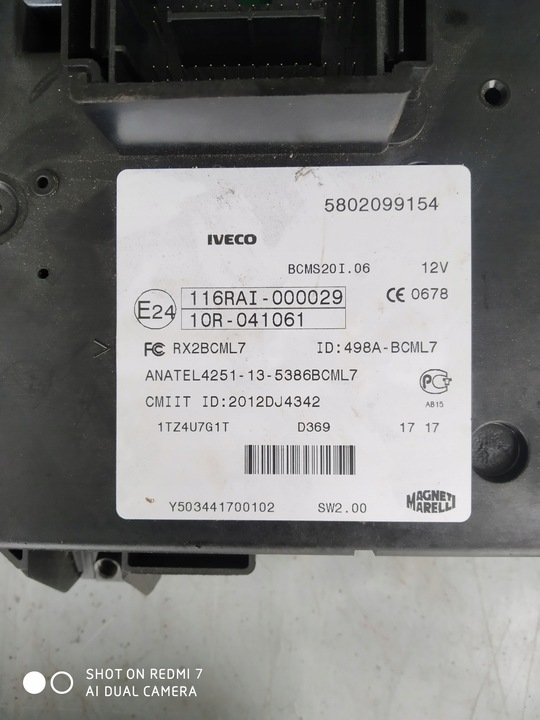 5802099154
IVECO
BCMS20I.06 12V
E24 116RAI-000029 CE 0678
10R-041061
FC RX2BCML7 ID:498A-BCML7
ANATEL4251-13-5386BCML7
CMIIT ID:2012DJ4342
AB15
1TZ4U7G1T D369 17 17
Y503441700102 SW2.00
MAGNETI
MARELLI
SHOT ON REDMI 7
AI DUAL CAMERA